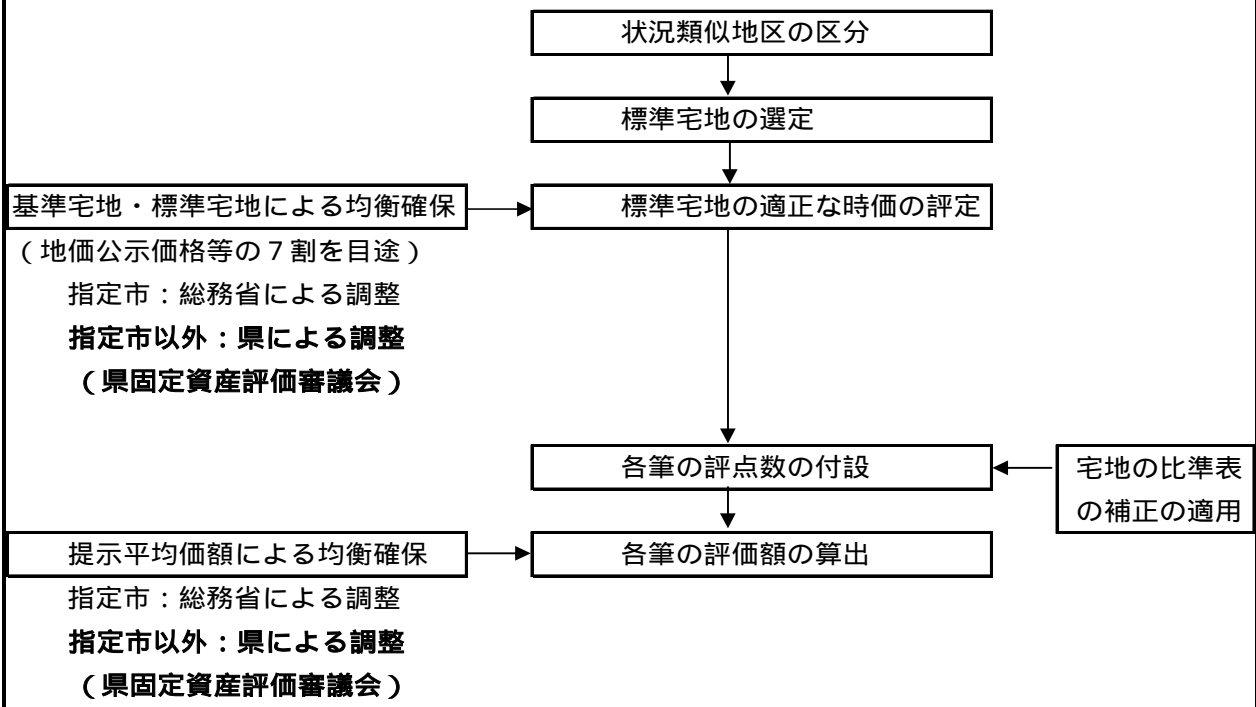 状況類似地区の区分
標準宅地の選定
基準宅地・標準宅地による均衡確保
標準宅地の適正な時価の評定
（地価公示価格等の７割を目途）
指定市：総務省による調整
指定市以外：県による調整
（県固定資産評価審議会）
各筆の評点数の付設
宅地の比準表
の補正の適用
提示平均価額による均衡確保
各筆の評価額の算出
指定市：総務省による調整
指定市以外：県による調整
（県固定資産評価審議会）